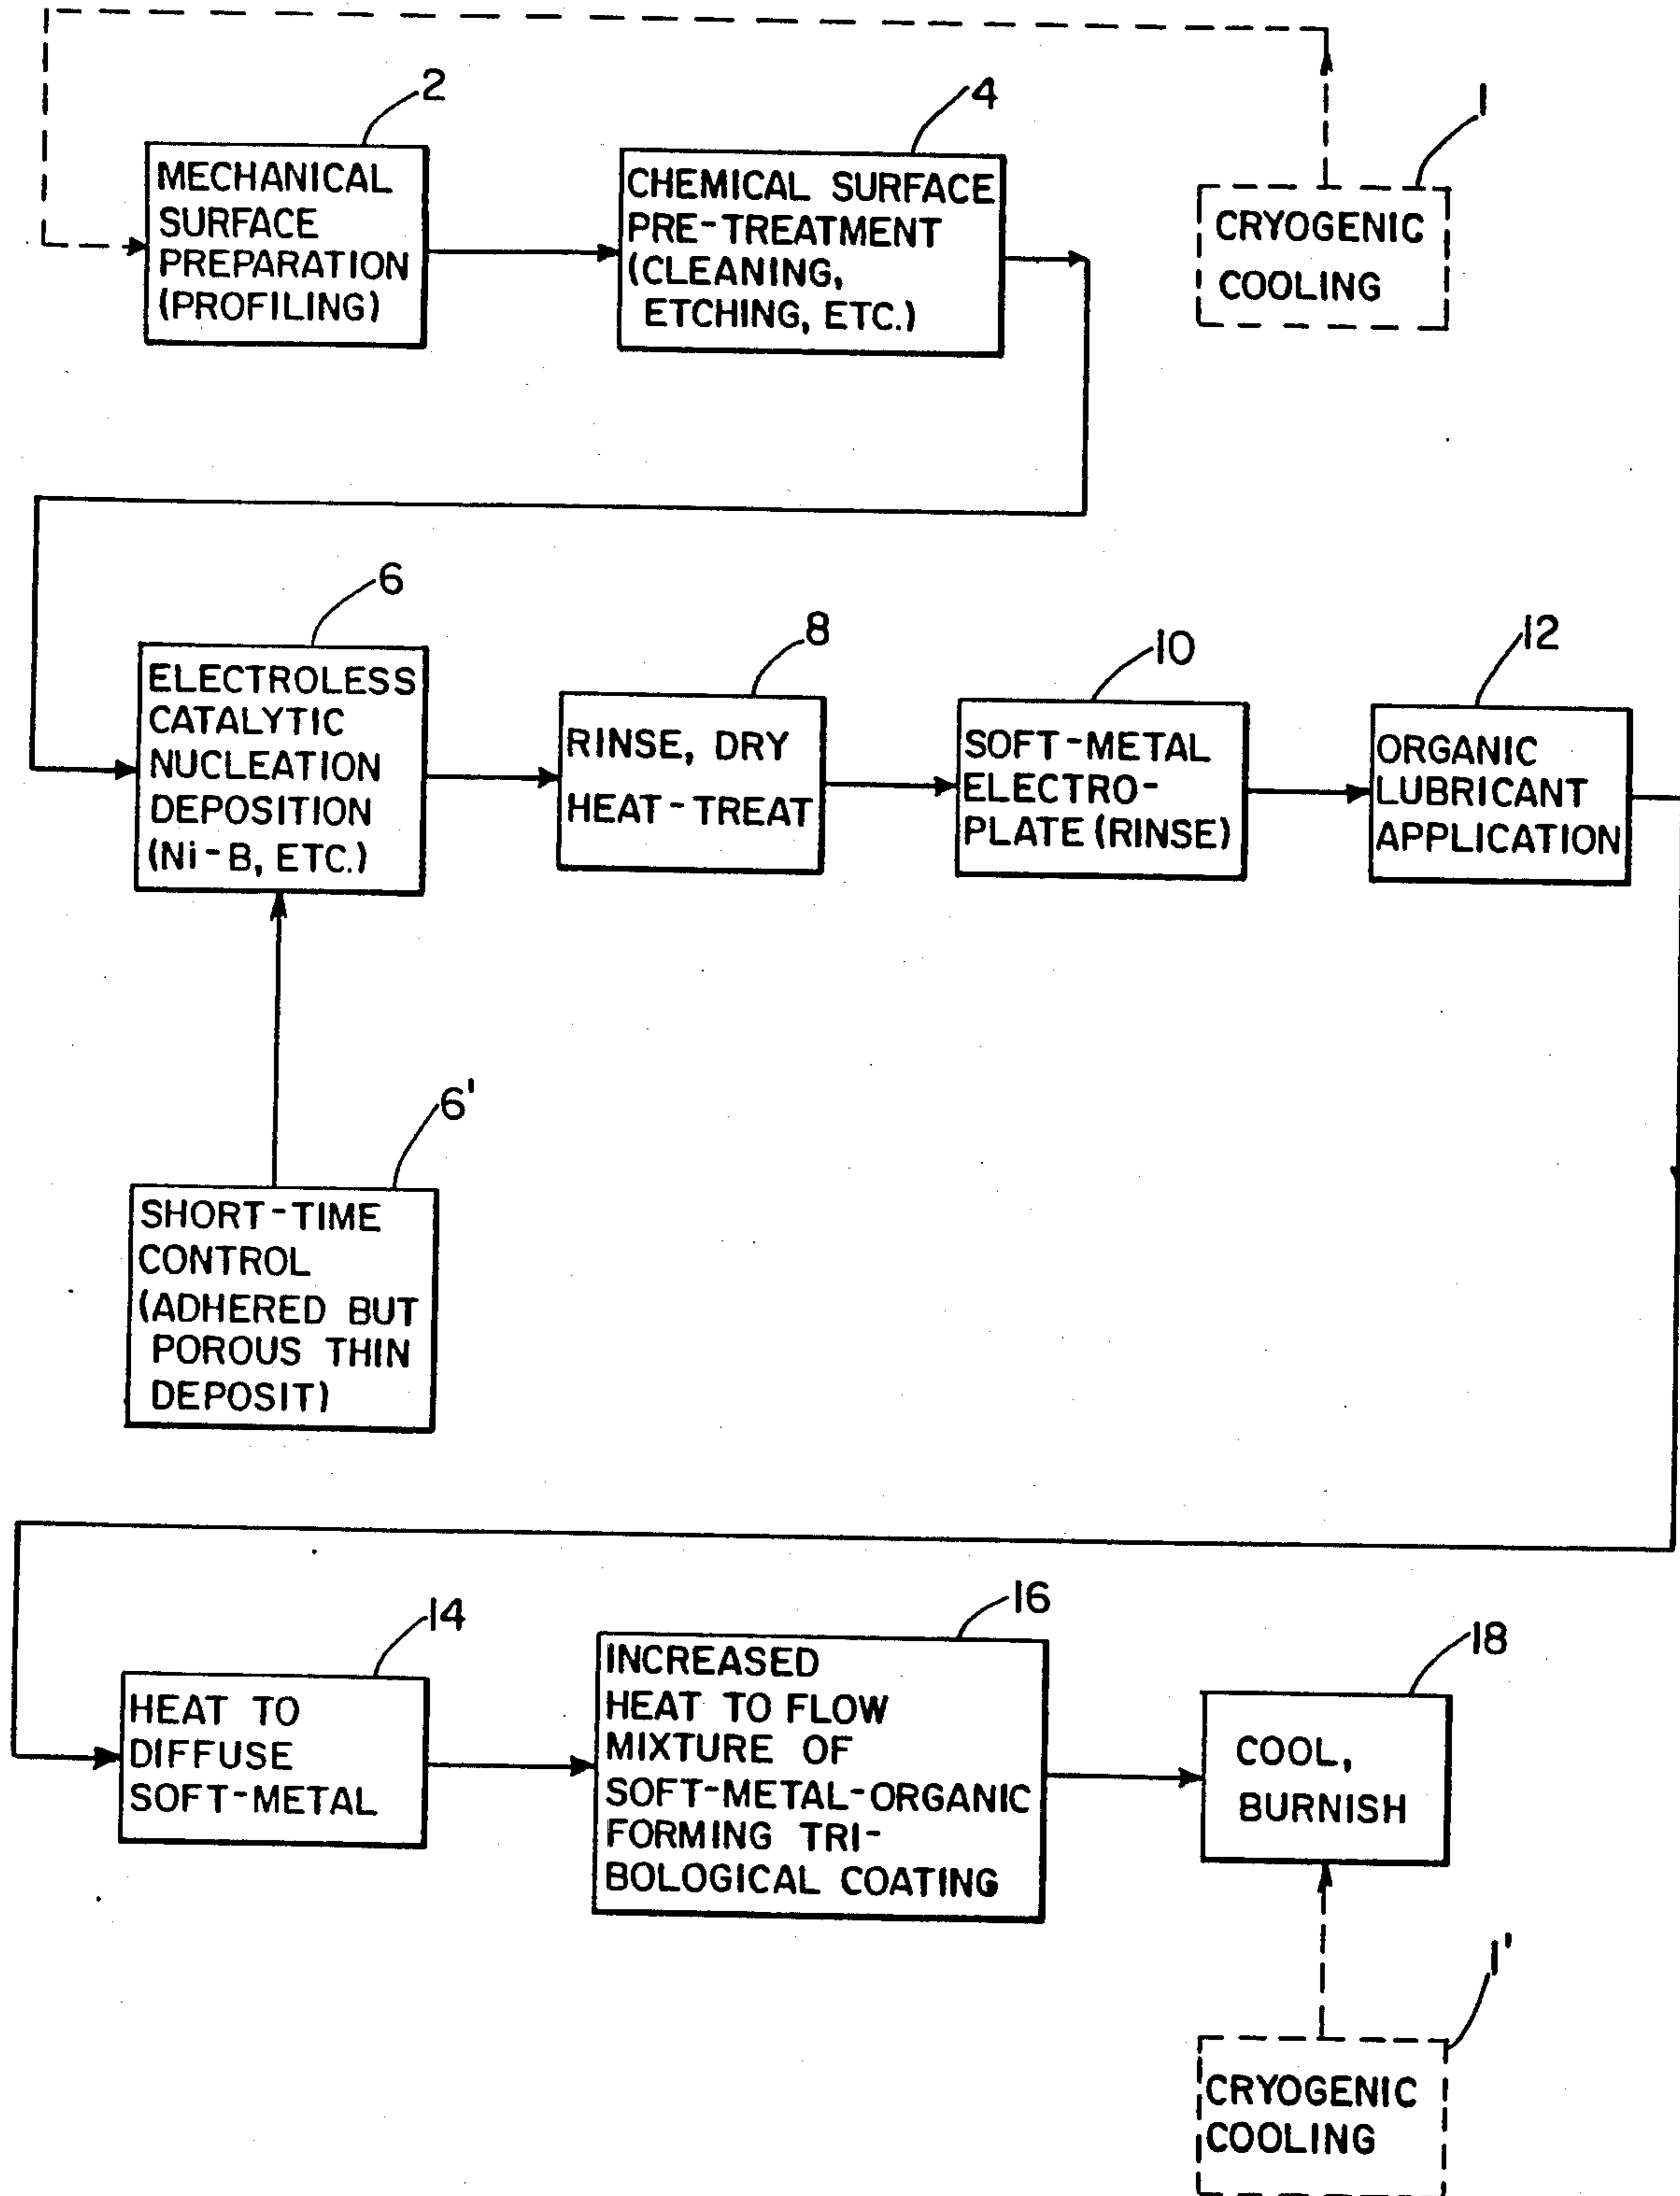 2
4
1
MECHANICAL
SURFACE
PREPARATION
(PROFILING)
CHEMICAL SURFACE
PRE-TREATMENT
(CLEANING,
ETCHING, ETC.)
CRYOGENIC
COOLING
6
8
10
12
ELECTROLESS
CATALYTIC
NUCLEATION
DEPOSITION
(Ni-B, ETC.)
RINSE, DRY
HEAT-TREAT
SOFT-METAL
ELECTRO-
PLATE (RINSE)
ORGANIC
LUBRICANT
APPLICATION
6'
SHORT-TIME
CONTROL
(ADHERED BUT
POROUS THIN
DEPOSIT)
14
16
18
HEAT TO
DIFFUSE
SOFT-METAL
INCREASED
HEAT TO FLOW
MIXTURE OF
SOFT-METAL-ORGANIC
FORMING TRI-
BOLOGICAL COATING
COOL,
BURNISH
1'
CRYOGENIC
COOLING